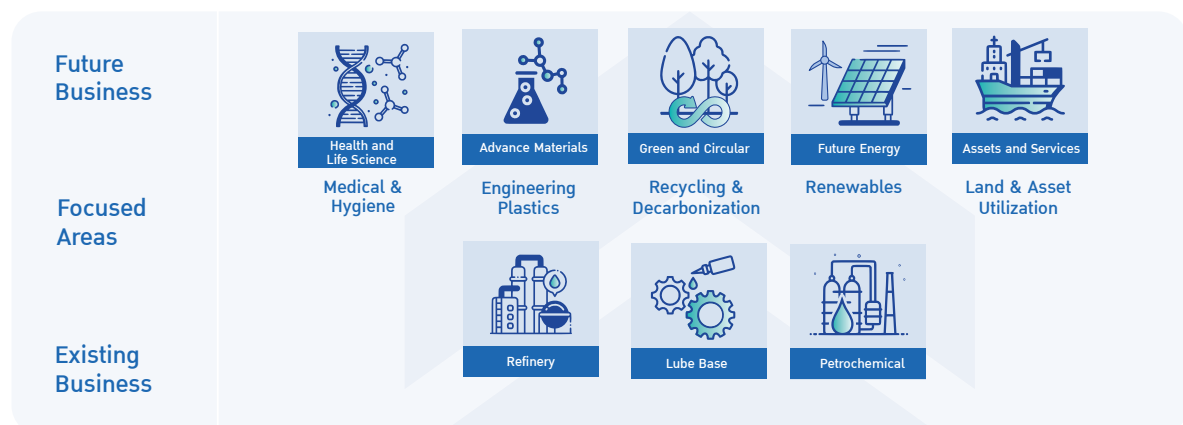 Future
Business
Health and
Life Science
Advance Materials
Green and Circular
Future Energy
Assets and Services
Focused
Areas
Medical &
Hygiene
Engineering
Plastics
Recycling &
Decarbonization
Renewables
Land & Asset
Utilization
Existing
Business
Refinery
Lube Base
Petrochemical